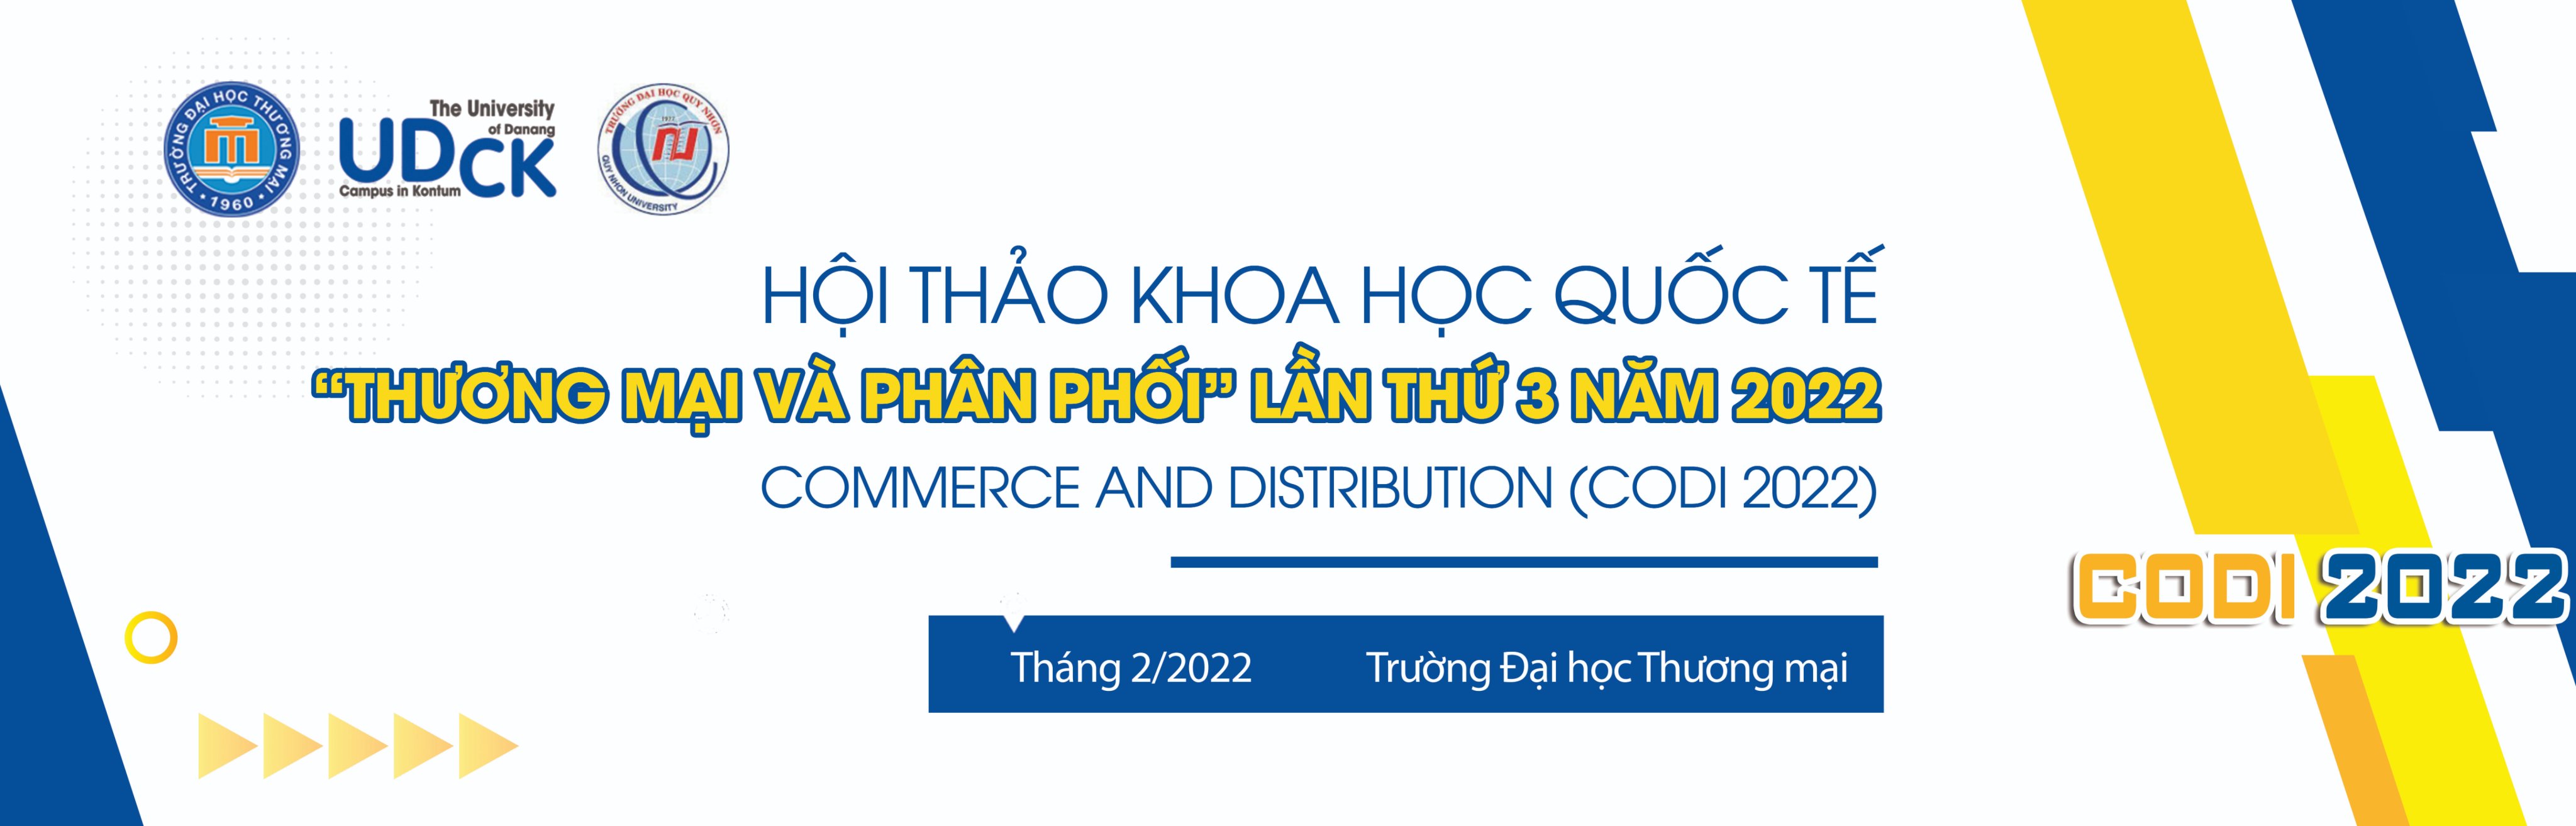 TRƯỜNG ĐẠI HỌC THƯƠNG MẠI
1960
The University
of Danang
UDCK
Campus in Kontum
TRƯỜNG ĐẠI HỌC QUY NHƠN
1977
QUY NHON UNIVERSITY
HỘI THẢO KHOA HỌC QUỐC TẾ
“THƯƠNG MẠI VÀ PHÂN PHỐI” LẦN THỨ 3 NĂM 2022
COMMERCE AND DISTRIBUTION (CODI 2022)
CODI 2022
Tháng 2/2022 Trường Đại học Thương mại